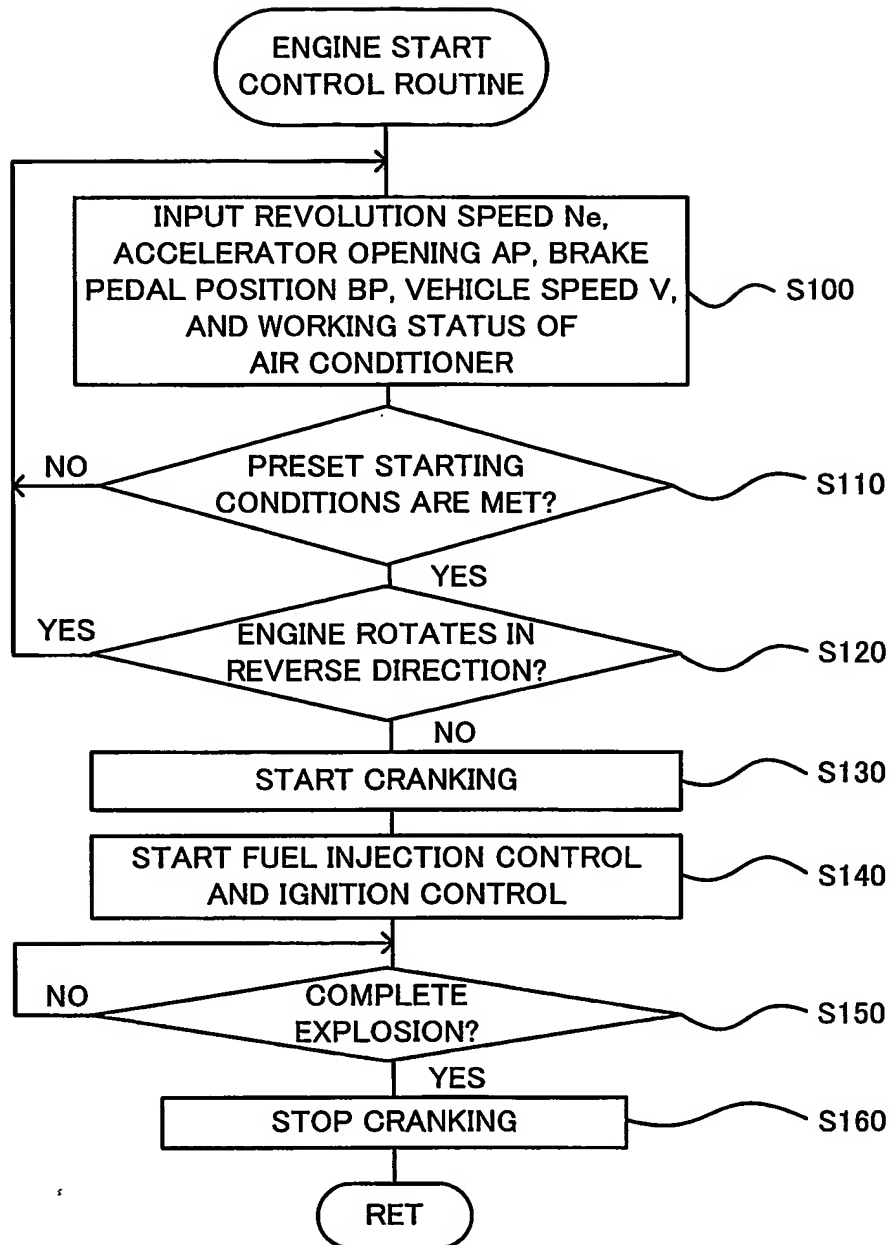 ENGINE START
CONTROL ROUTINE
INPUT REVOLUTION SPEED Ne,
ACCELERATOR OPENING AP, BRAKE
PEDAL POSITION BP, VEHICLE SPEED V,
AND WORKING STATUS OF
AIR CONDITIONER
S100
NO
PRESET STARTING
CONDITIONS ARE MET?
S110
YES
YES
ENGINE ROTATES IN
REVERSE DIRECTION?
S120
NO
START CRANKING
S130
START FUEL INJECTION CONTROL
AND IGNITION CONTROL
S140
NO
COMPLETE
EXPLOSION?
S150
YES
STOP CRANKING
S160
RET